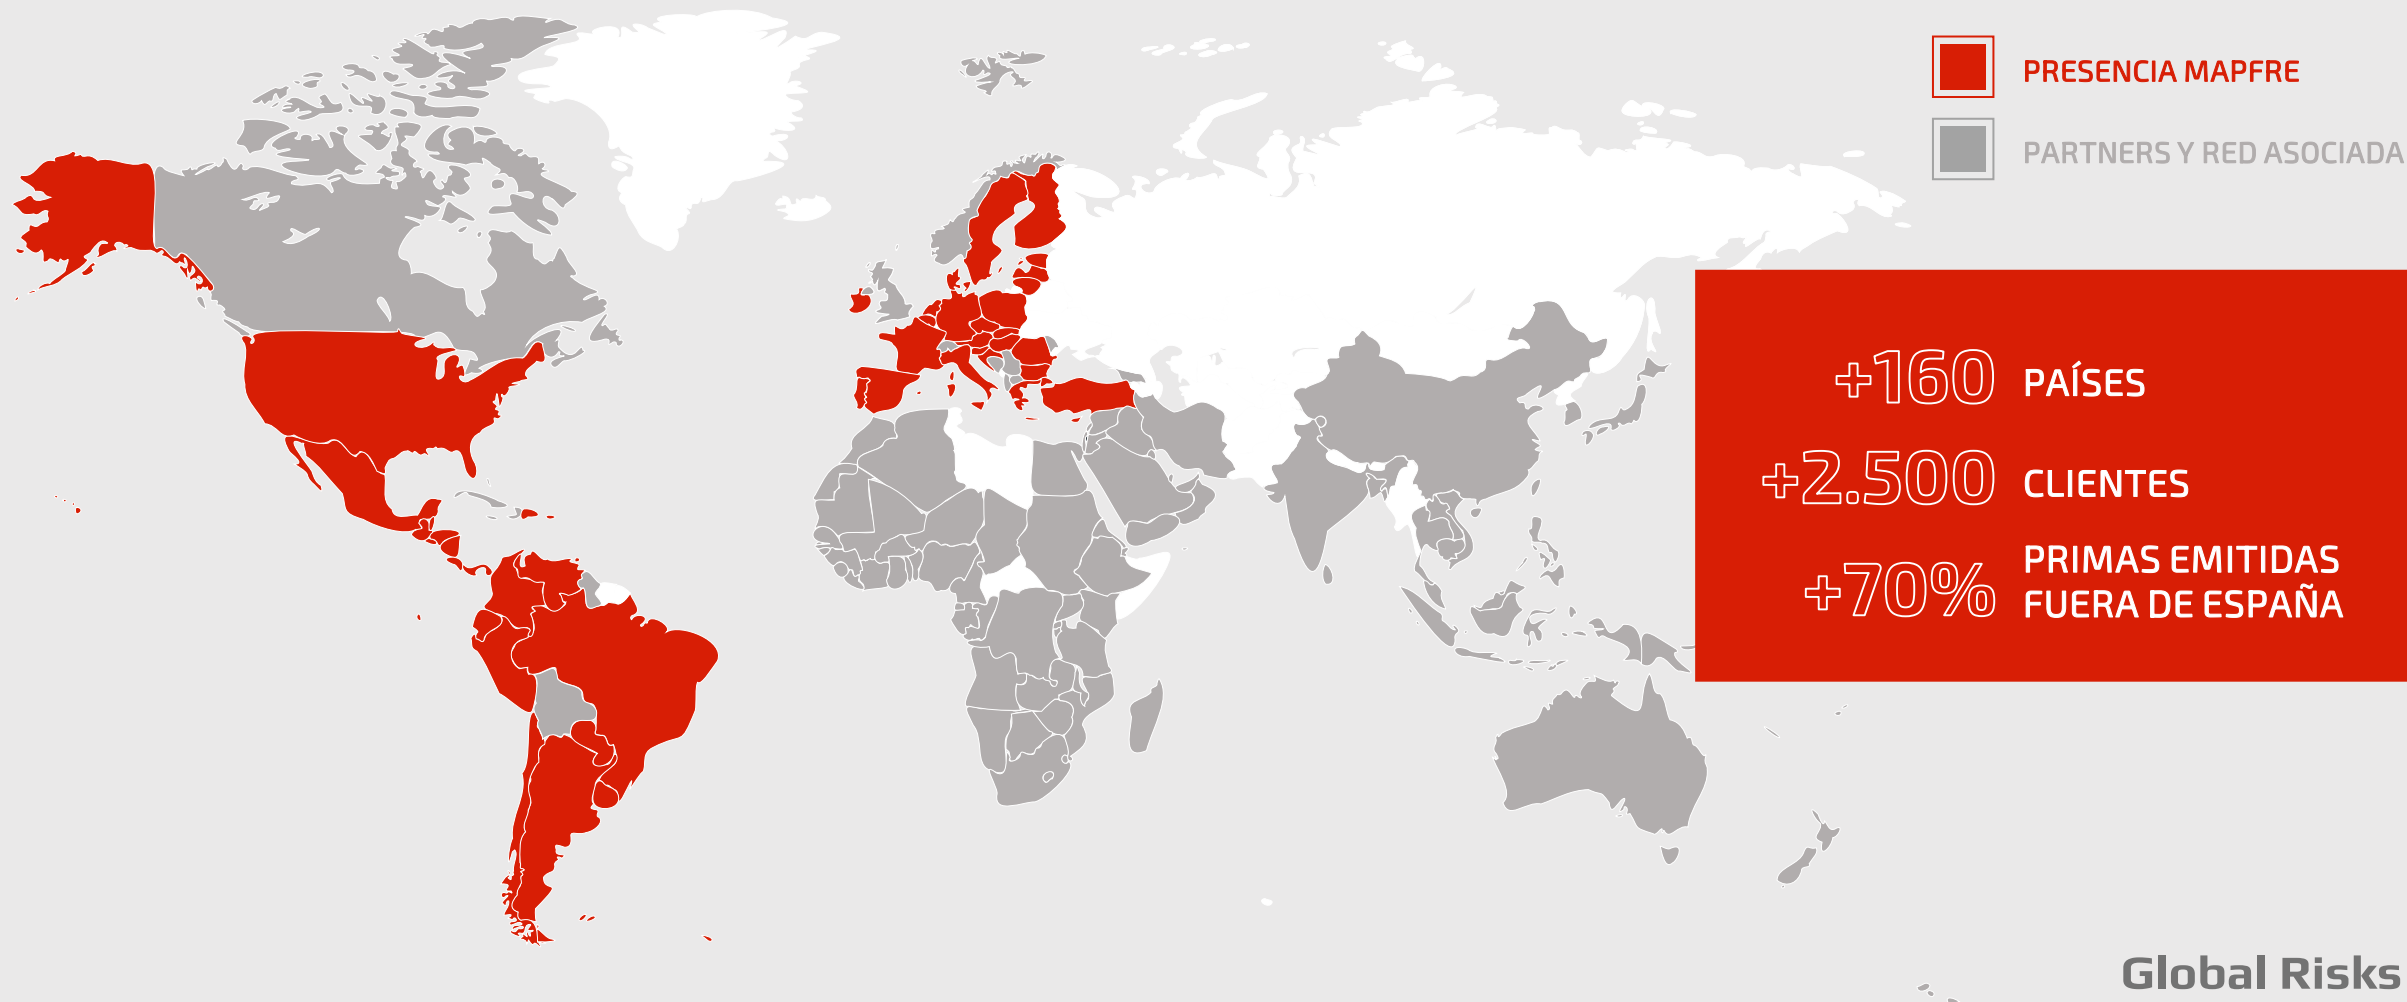 PRESENCIA MAPFRE
PARTNERS Y RED ASOCIADA
+160 PAÍSES
+2.500 CLIENTES
+70% PRIMAS EMITIDAS
FUERA DE ESPAÑA
Global Risks